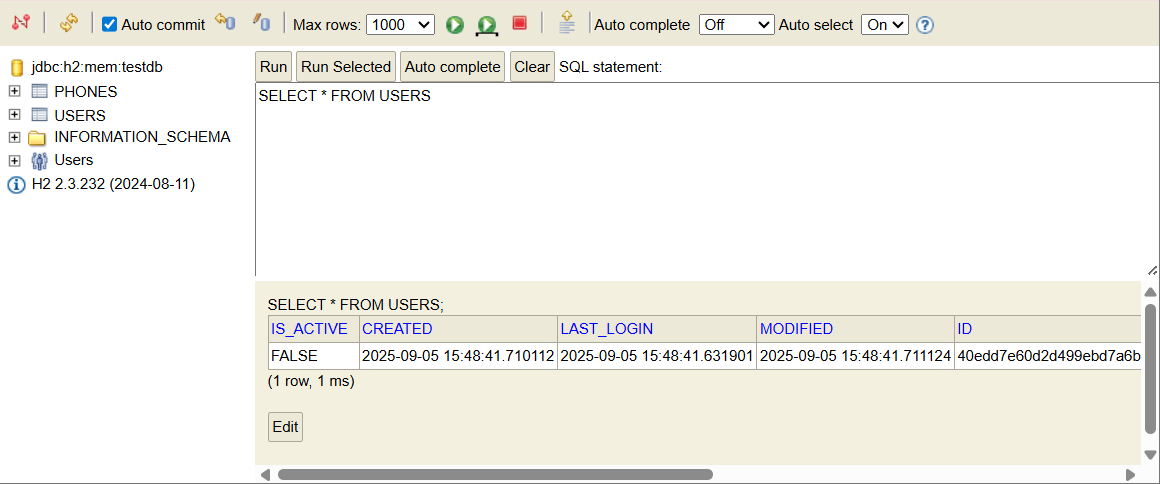 Auto commit Max rows: 1000 Auto complete Off Auto select On
jdbc:h2:mem:testdb
PHONES
USERS
INFORMATION_SCHEMA
Users
H2 2.3.232 (2024-08-11)
Run Run Selected Auto complete Clear SQL statement:
SELECT * FROM USERS
SELECT * FROM USERS;
IS_ACTIVE CREATED LAST_LOGIN MODIFIED ID
FALSE 2025-09-05 15:48:41.710112 2025-09-05 15:48:41.631901 2025-09-05 15:48:41.711124 40edd7e60d2d499ebd7a6b
(1 row, 1 ms)
Edit